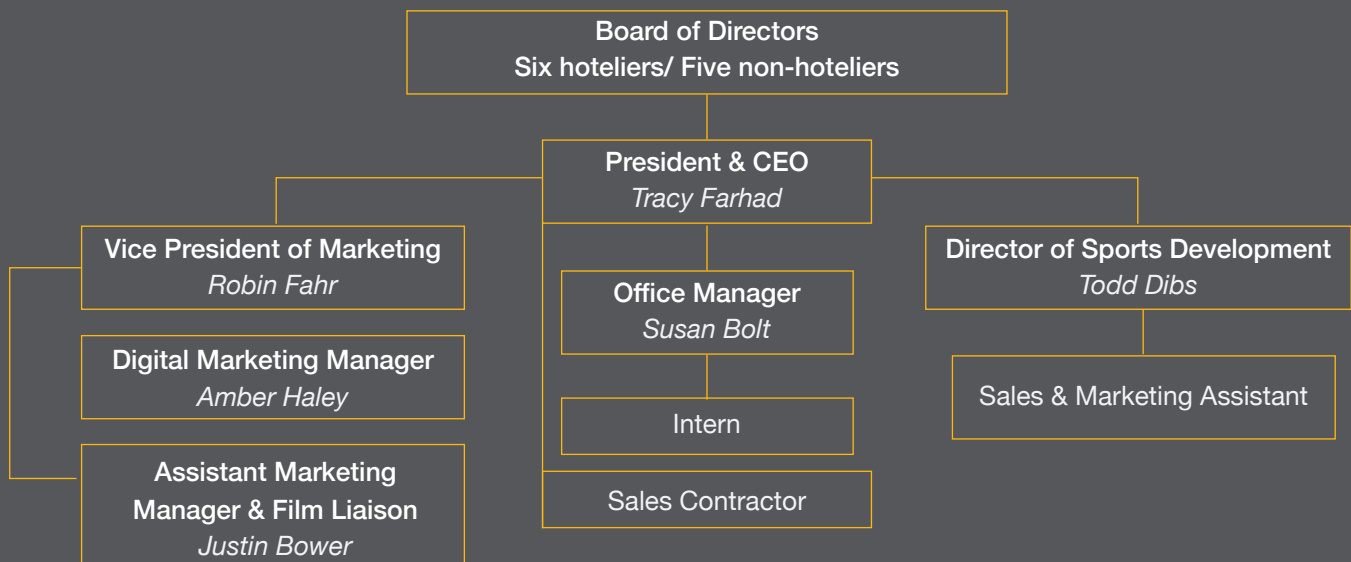 Board of Directors
Six hoteliers/ Five non-hoteliers
President & CEO
Tracy Farhad
Vice President of Marketing
Robin Fahr
Digital Marketing Manager
Amber Haley
Assistant Marketing
Manager & Film Liaison
Justin Bower
Office Manager
Susan Bolt
Intern
Sales Contractor
Director of Sports Development
Todd Dibs
Sales & Marketing Assistant